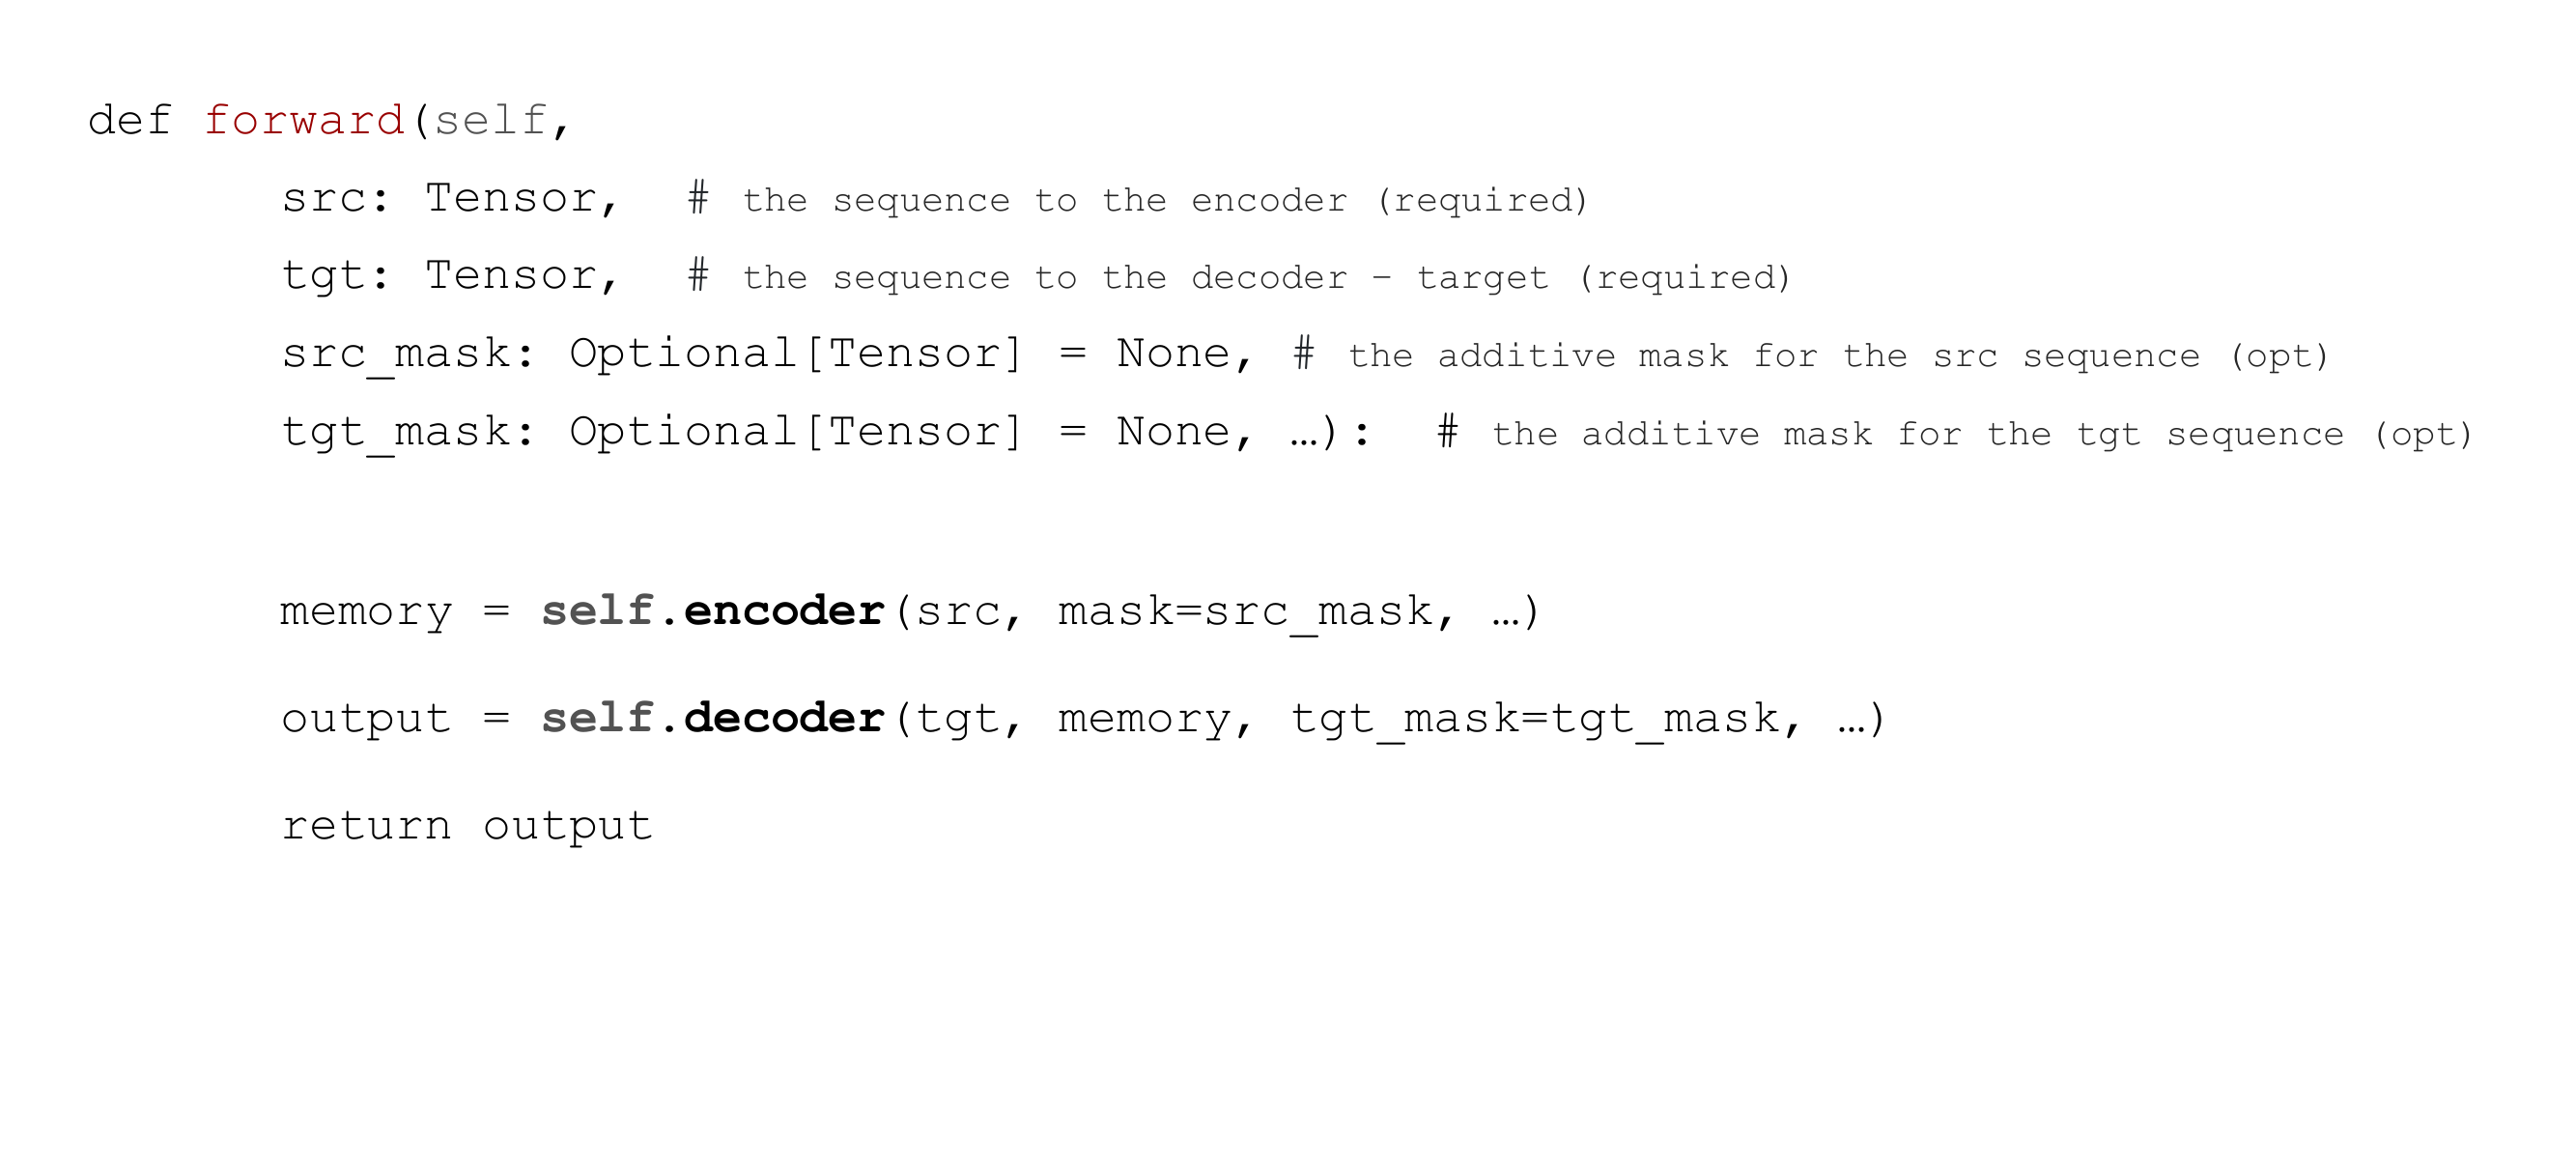 def forward(self,
src: Tensor,  # the sequence to the encoder (required)
tgt: Tensor,  # the sequence to the decoder – target (required)
src_mask: Optional[Tensor] = None, # the additive mask for the src sequence (opt)
tgt_mask: Optional[Tensor] = None, …):  # the additive mask for the tgt sequence (opt)
memory = self.encoder(src, mask=src_mask, …)
output = self.decoder(tgt, memory, tgt_mask=tgt_mask, …)
return output